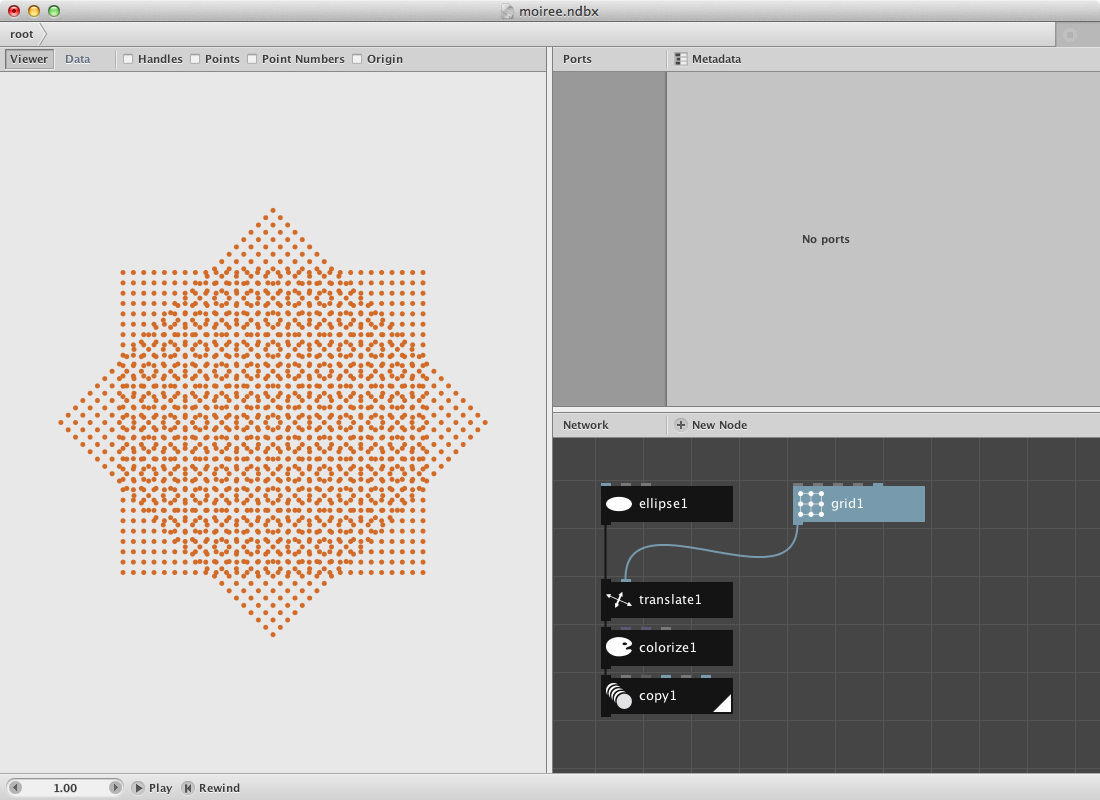 moiree.ndbx
root
Viewer Data Handles Points Point Numbers Origin
Ports Metadata
No ports
Network New Node
ellipse1
grid1
translate1
colorize1
copy1
1.00 Play Rewind